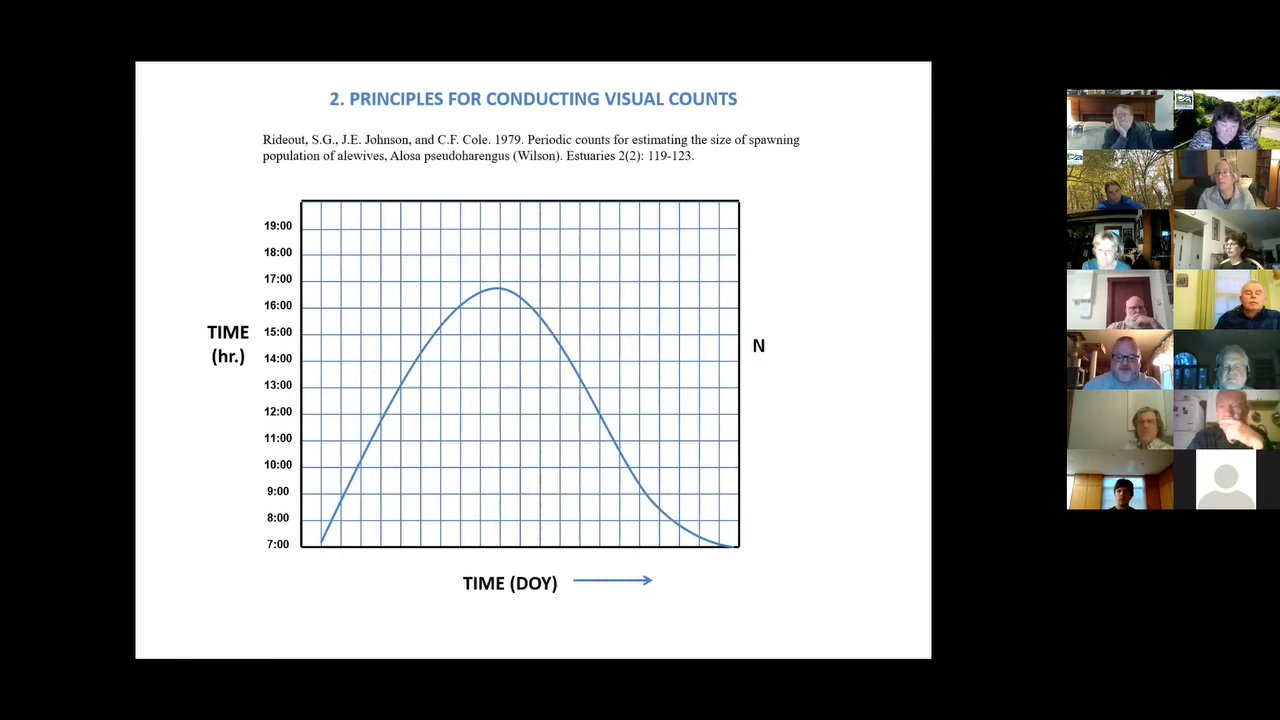 2. PRINCIPLES FOR CONDUCTING VISUAL COUNTS
Rideout, S.G., J.E. Johnson, and C.F. Cole. 1979. Periodic counts for estimating the size of spawning
population of alewives, Alosa pseudoharengus (Wilson). Estuaries 2(2): 119-123.
19:00
18:00
17:00
16:00
15:00
14:00
13:00
12:00
11:00
10:00
9:00
8:00
7:00
TIME
(hr.)
N
TIME (DOY)